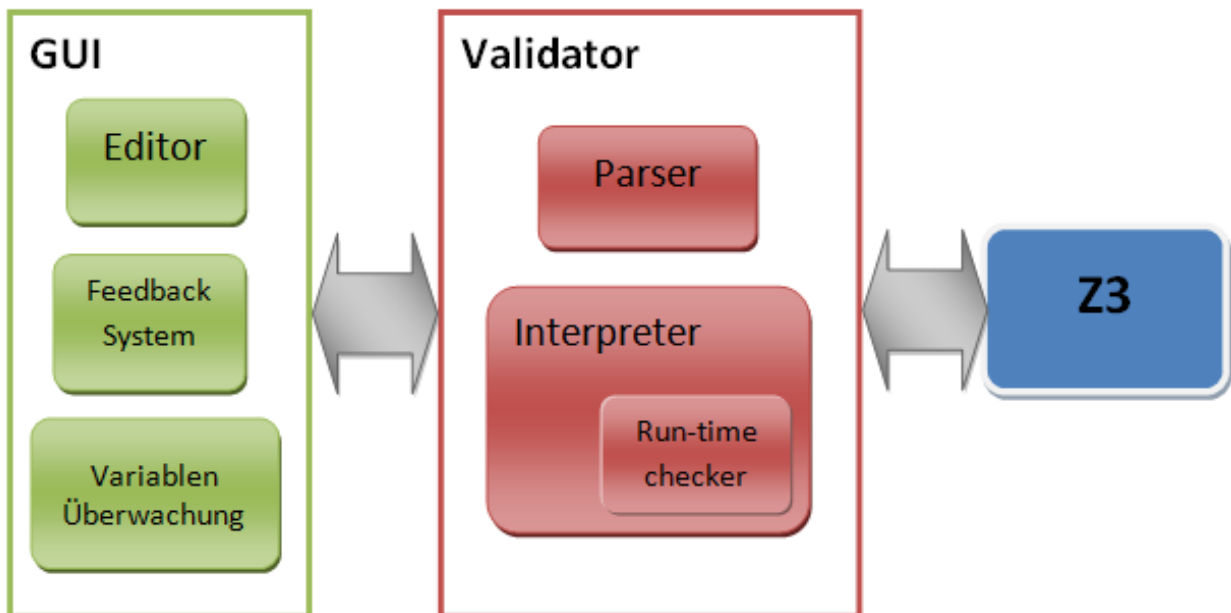 GUI
Editor
Feedback
System
Variablen
Überwachung
Validator
Parser
Interpreter
Run-time
checker
Z3